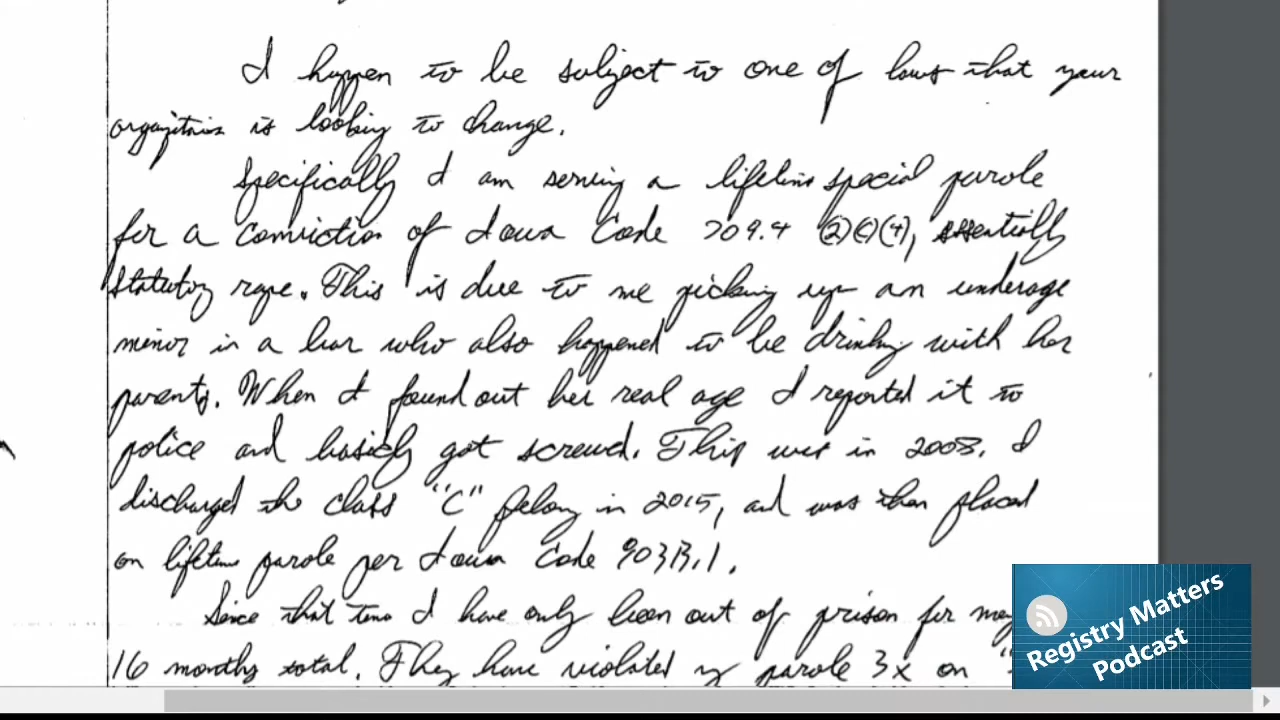 I happen to be subject to one of laws that your
organization is looking to change.
Specifically I am serving a lifetime special parole
for a conviction of Iowa Code 709.4 (2)(C)(4), essentially
statutory rape. This is due to me picking up an underage
minor in a bar who also happened to be drinking with her
parents. When I found out her real age I reported it to
police and basicly got screwd. This was in 2008. I
discharged the class "C" felony in 2015, and was then placed
on lifetime parole per Iowa Code 903B.1.
Since that time I have only been out of prison for
16 months total. They have violated my parole 3x on
Registry Matters
Podcast